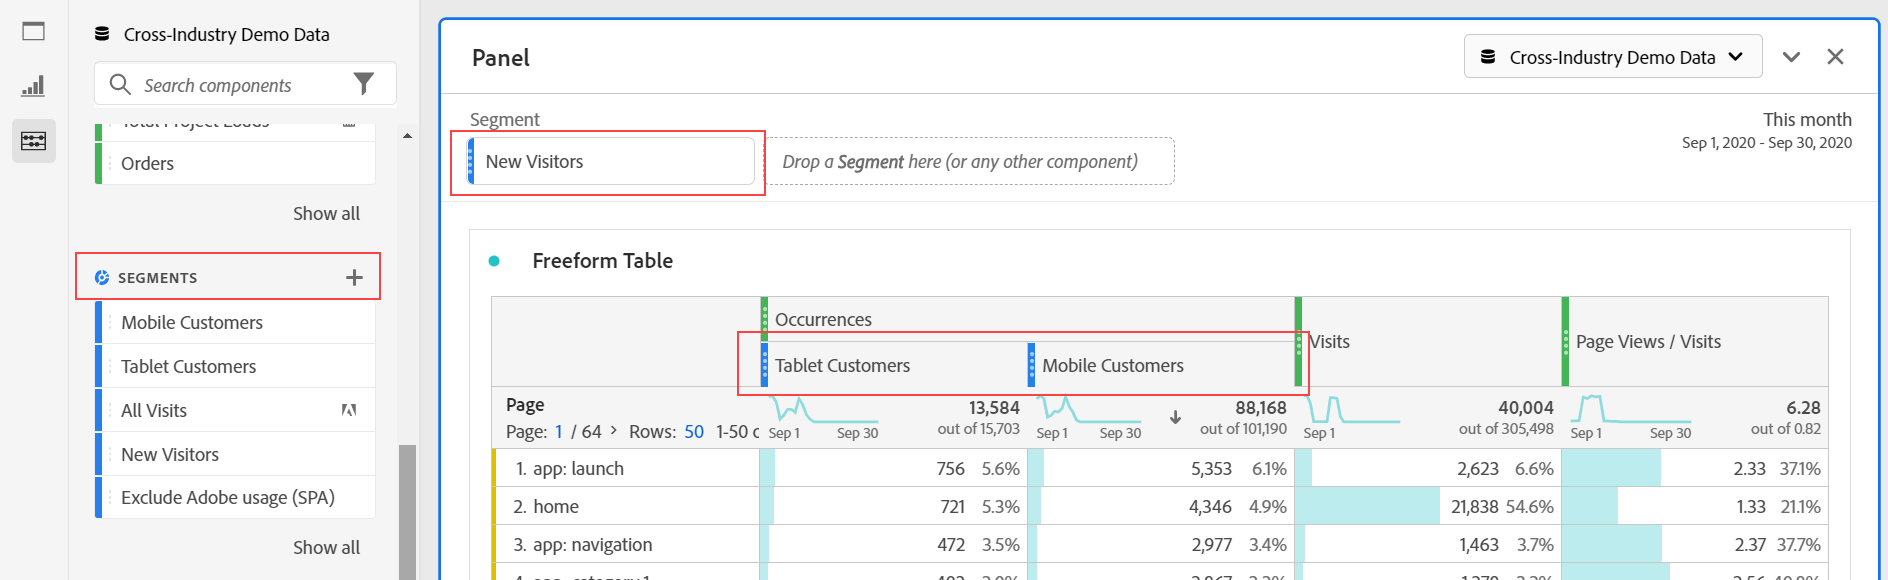 Cross-Industry Demo Data
Search components
Total Project Loads
Orders
Show all
SEGMENTS
Mobile Customers
Tablet Customers
All Visits
New Visitors
Exclude Adobe usage (SPA)
Show all
Panel
Cross-Industry Demo Data
Segment
New Visitors
Drop a Segment here (or any other component)
This month
Sep 1, 2020 - Sep 30, 2020
Freeform Table
Occurrences
Tablet Customers
Mobile Customers
Visits
Page Views / Visits
Page
Page: 1 / 64 > Rows: 50 1-50 o
13,584
out of 15,703
Sep 1 Sep 30
88,168
out of 101,190
Sep 1 Sep 30
40,004
out of 305,498
Sep 1
6.28
out of 0.82
Sep 1 Sep 30
1. app: launch 756 5.6% 5,353 6.1% 2,623 6.6% 2.33 37.1%
2. home 721 5.3% 4,346 4.9% 21,838 54.6% 1.33 21.1%
3. app: navigation 472 3.5% 2,977 3.4% 1,463 3.7% 2.37 37.7%